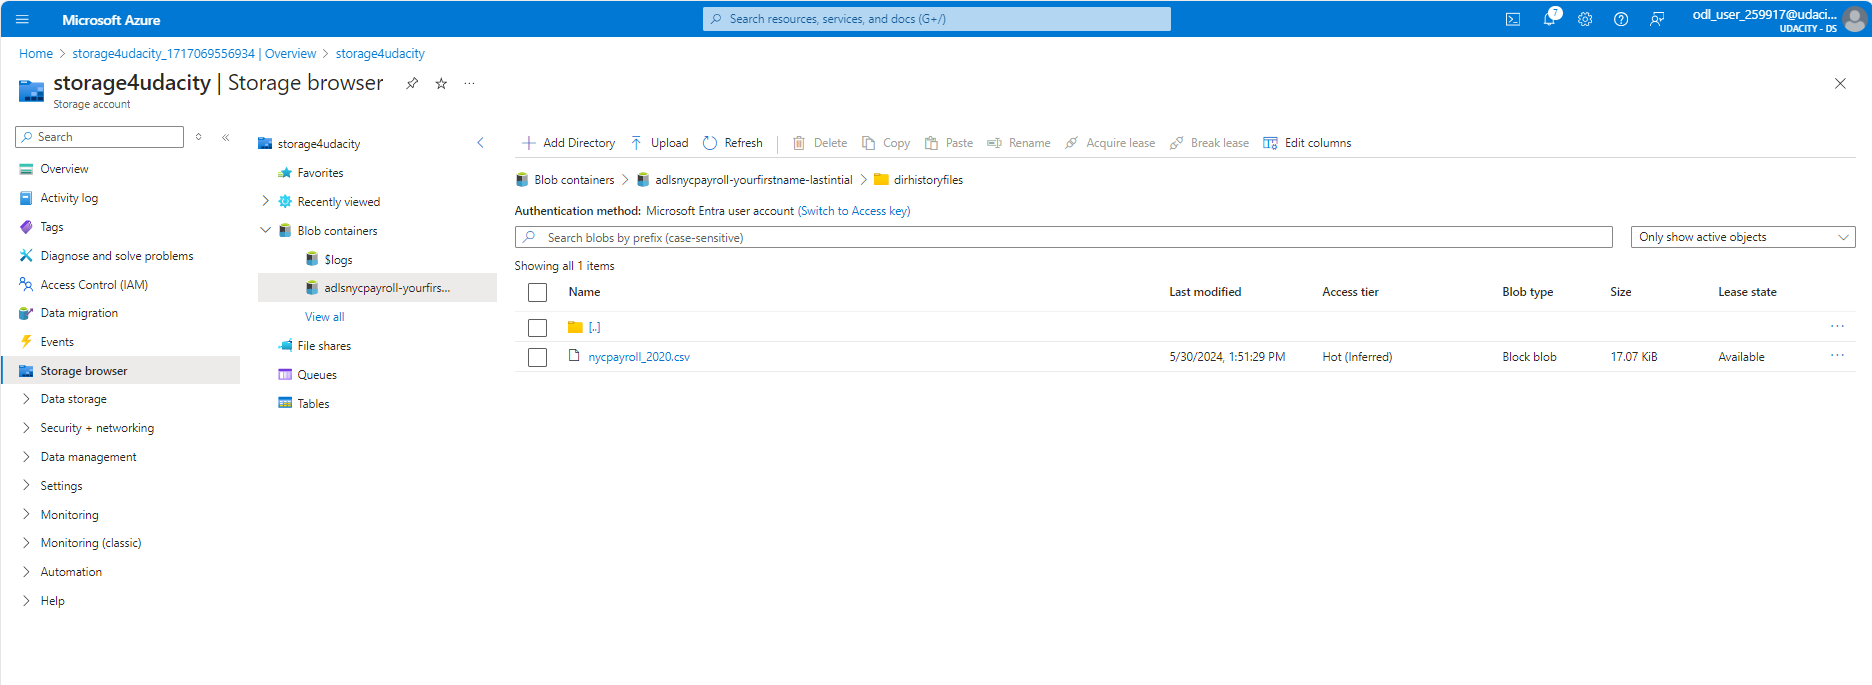 Microsoft Azure
Search resources, services, and docs (G+/)
7
odl_user_259917@udaci...
UDACITY - DS
Home > storage4udacity_1717069556934 | Overview > storage4udacity
storage4udacity | Storage browser
Storage account
Search
Overview
Activity log
Tags
Diagnose and solve problems
Access Control (IAM)
Data migration
Events
Storage browser
Data storage
Security + networking
Data management
Settings
Monitoring
Monitoring (classic)
Automation
Help
storage4udacity
Favorites
Recently viewed
Blob containers
$logs
adlsnycpayroll-yourfirs...
View all
File shares
Queues
Tables
Add Directory Upload Refresh Delete Copy Paste Rename Acquire lease Break lease Edit columns
Blob containers > adlsnycpayroll-yourfirstname-lastintial > dirhistoryfiles
Authentication method: Microsoft Entra user account (Switch to Access key)
Search blobs by prefix (case-sensitive)
Only show active objects
Showing all 1 items
Name Last modified Access tier Blob type Size Lease state
[..]
nycpayroll_2020.csv 5/30/2024, 1:51:29 PM Hot (Inferred) Block blob 17.07 KiB Available